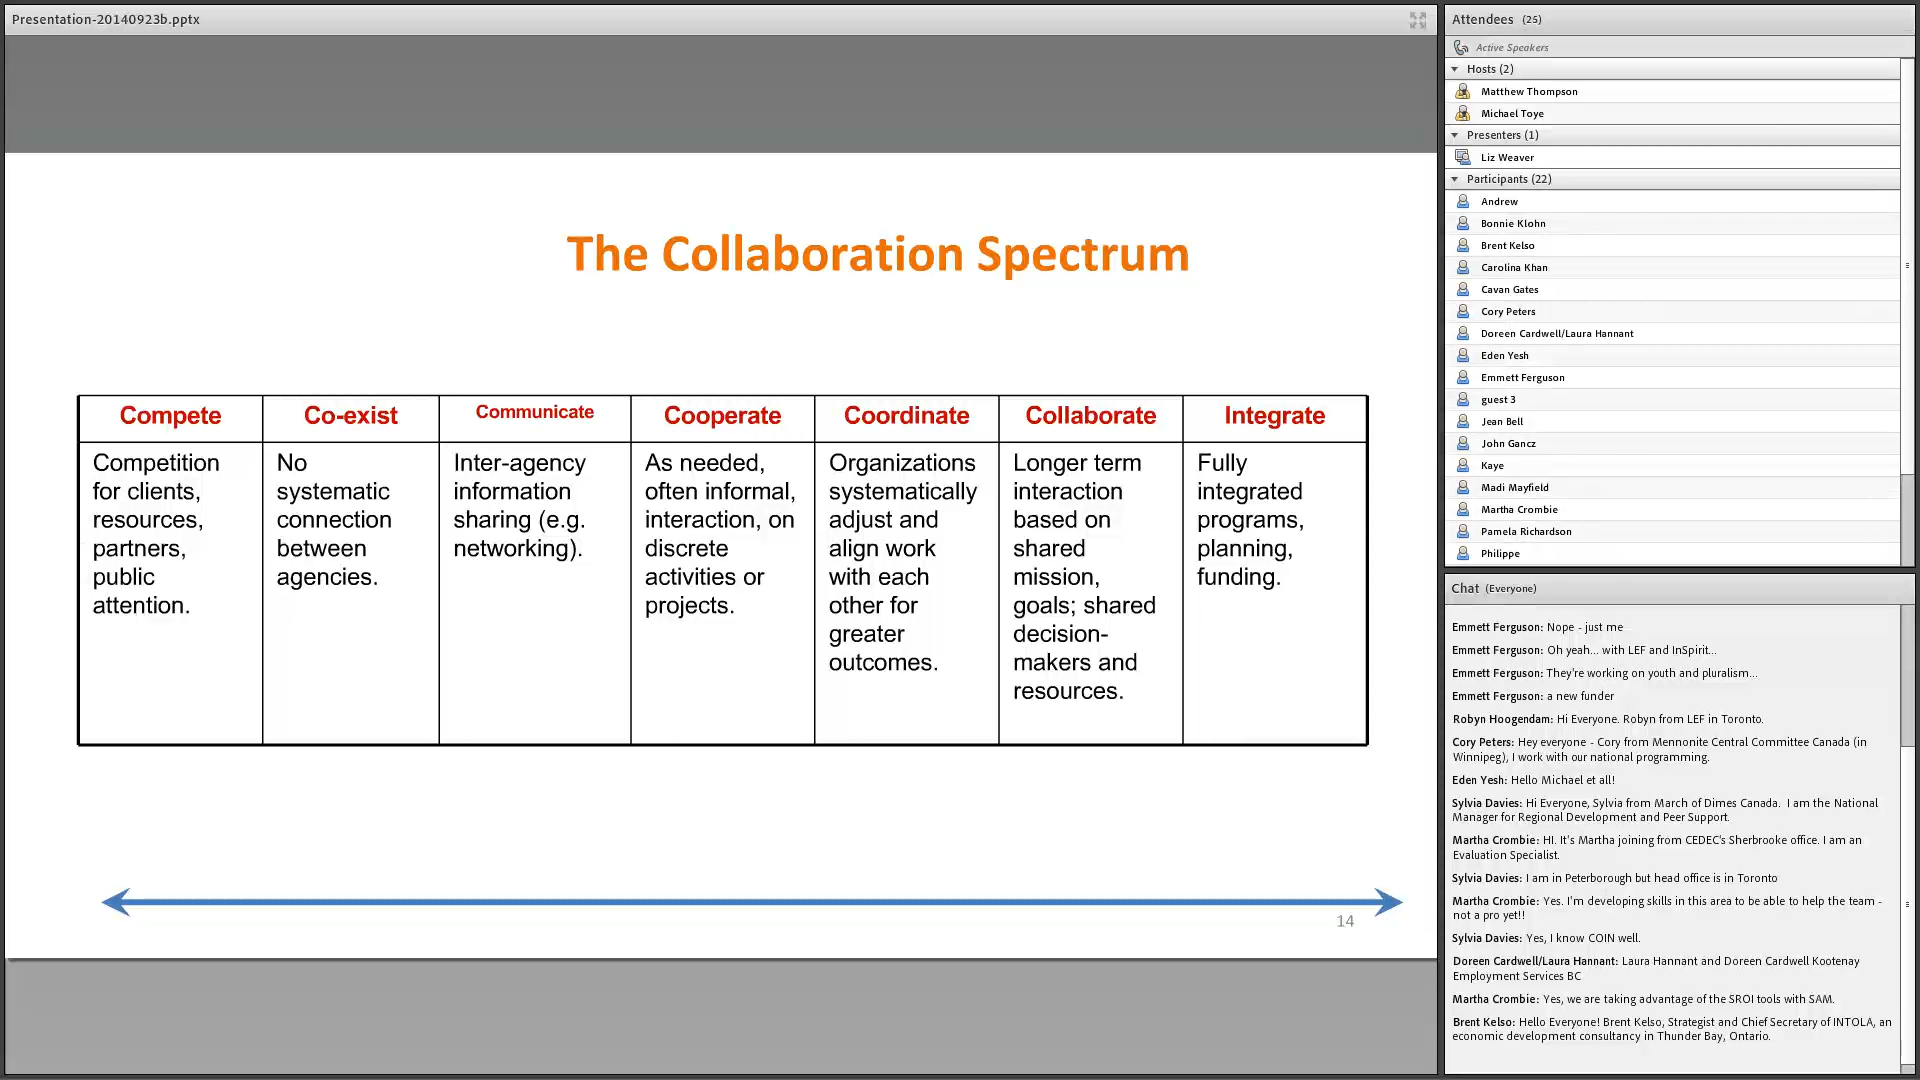 Presentation-20140923b.pptx
The Collaboration Spectrum
Compete
Competition
for clients,
resources,
partners,
public
attention.
Co-exist
No
systematic
connection
between
agencies.
Communicate
Inter-agency
information
sharing (e.g.
networking).
Cooperate
As needed,
often informal,
interaction, on
discrete
activities or
projects.
Coordinate
Organizations
systematically
adjust and
align work
with each
other for
greater
outcomes.
Collaborate
Longer term
interaction
based on
shared
mission,
goals; shared
decision-
makers and
resources.
Integrate
Fully
integrated
programs,
planning,
funding.
14
Attendees (25)
Active Speakers
Hosts (2)
Matthew Thompson
Michael Toye
Presenters (1)
Liz Weaver
Participants (22)
Andrew
Bonnie Klohn
Brent Kelso
Carolina Khan
Cavan Gates
Cory Peters
Doreen Cardwell/Laura Hannant
Eden Yesh
Emmett Ferguson
guest 3
Jean Bell
John Gancz
Kaye
Madi Mayfield
Martha Crombie
Pamela Richardson
Philippe
Chat (Everyone)
Emmett Ferguson: Nope - just me
Emmett Ferguson: Oh yeah... with LEF and InSpirit...
Emmett Ferguson: They're working on youth and pluralism...
Emmett Ferguson: a new funder
Robyn Hoogendam: Hi Everyone. Robyn from LEF in Toronto.
Cory Peters: Hey everyone - Cory from Mennonite Central Committee Canada (in
Winnipeg), I work with our national programming.
Eden Yesh: Hello Michael et all!
Sylvia Davies: Hi Everyone, Sylvia from March of Dimes Canada. I am the National
Manager for Regional Development and Peer Support.
Martha Crombie: HI. It's Martha joining from CEDEC's Sherbrooke office. I am an
Evaluation Specialist.
Sylvia Davies: I am in Peterborough but head office is in Toronto
Martha Crombie: Yes. I'm developing skills in this area to be able to help the team -
not a pro yet!!
Sylvia Davies: Yes, I know COIN well.
Doreen Cardwell/Laura Hannant: Laura Hannant and Doreen Cardwell Kootenay
Employment Services BC
Martha Crombie: Yes, we are taking advantage of the SROI tools with SAM.
Brent Kelso: Hello Everyone! Brent Kelso, Strategist and Chief Secretary of INTOLA, an
economic development consultancy in Thunder Bay, Ontario.